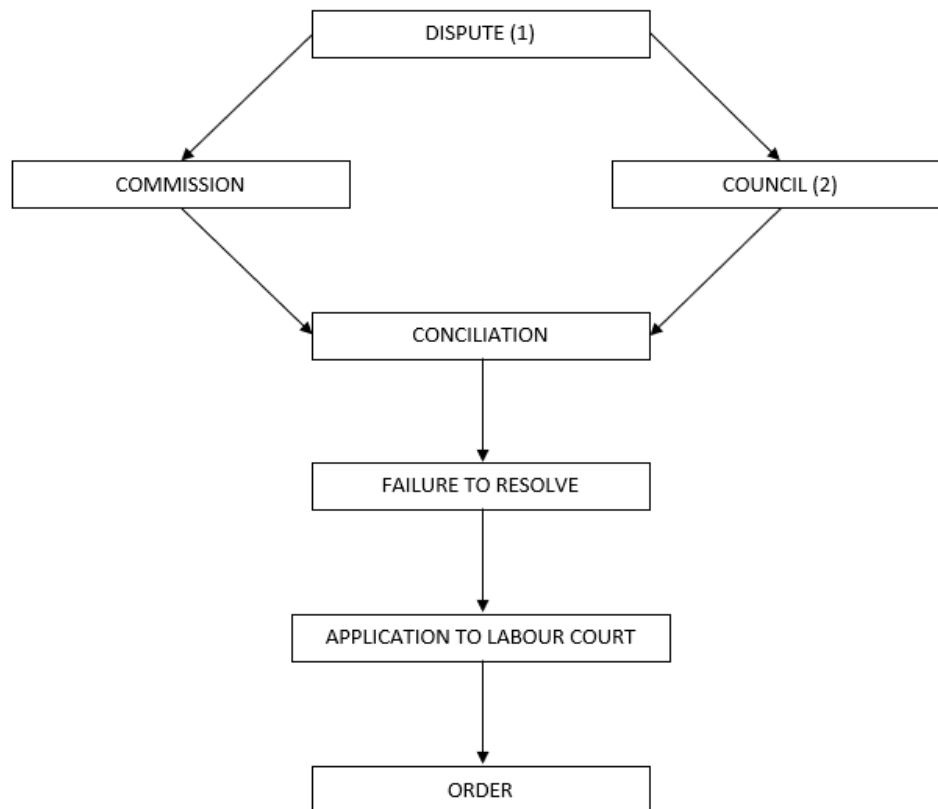 DISPUTE (1)
COMMISSION
COUNCIL (2)
CONCILIATION
FAILURE TO RESOLVE
APPLICATION TO LABOUR COURT
ORDER